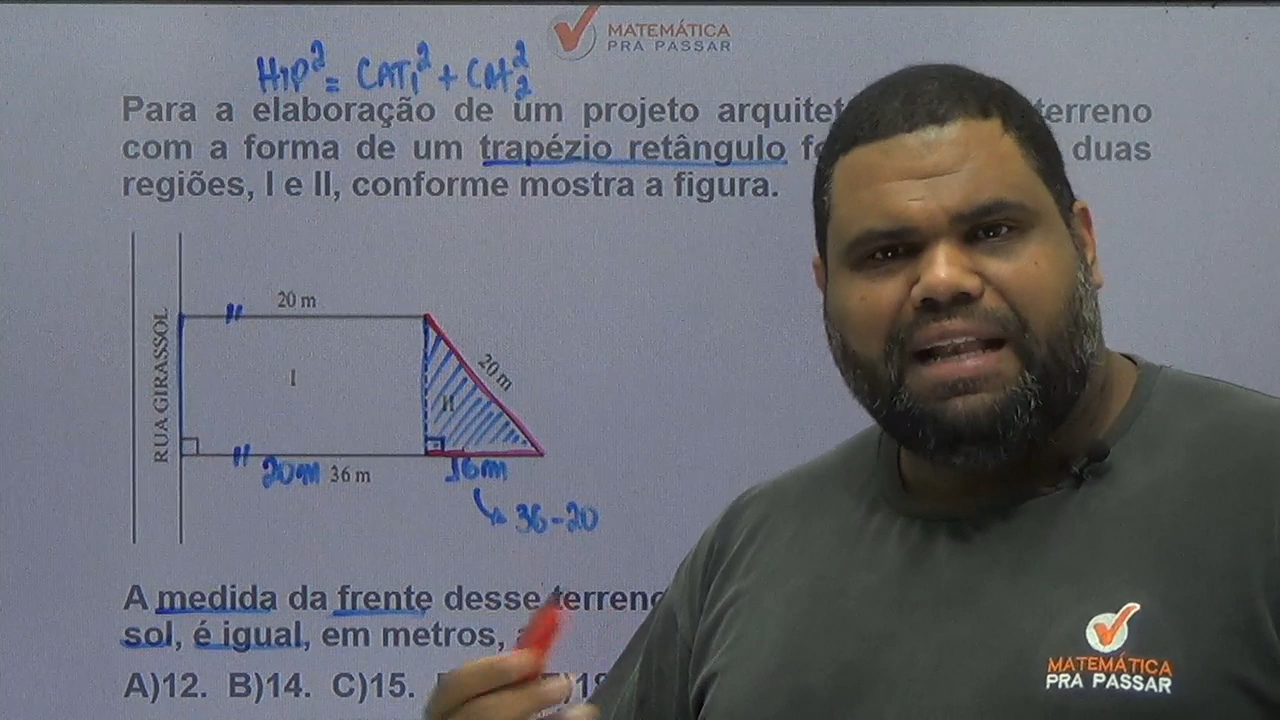 MATEMÁTICA
PRA PASSAR
HIP² = CAT₁² + CAT₂²
Para a elaboração de um projeto terreno
com a forma de um trapézio retângulo duas
regiões, I e II, conforme mostra a figura.
20 m
RUA GIRASSOL
I
II
20 m
20m 36 m 16m
36-20
A medida da frente desse
sol, é igual, em metros,
A)12. B)14. C)15.
MATEMÁTICA
PRA PASSAR